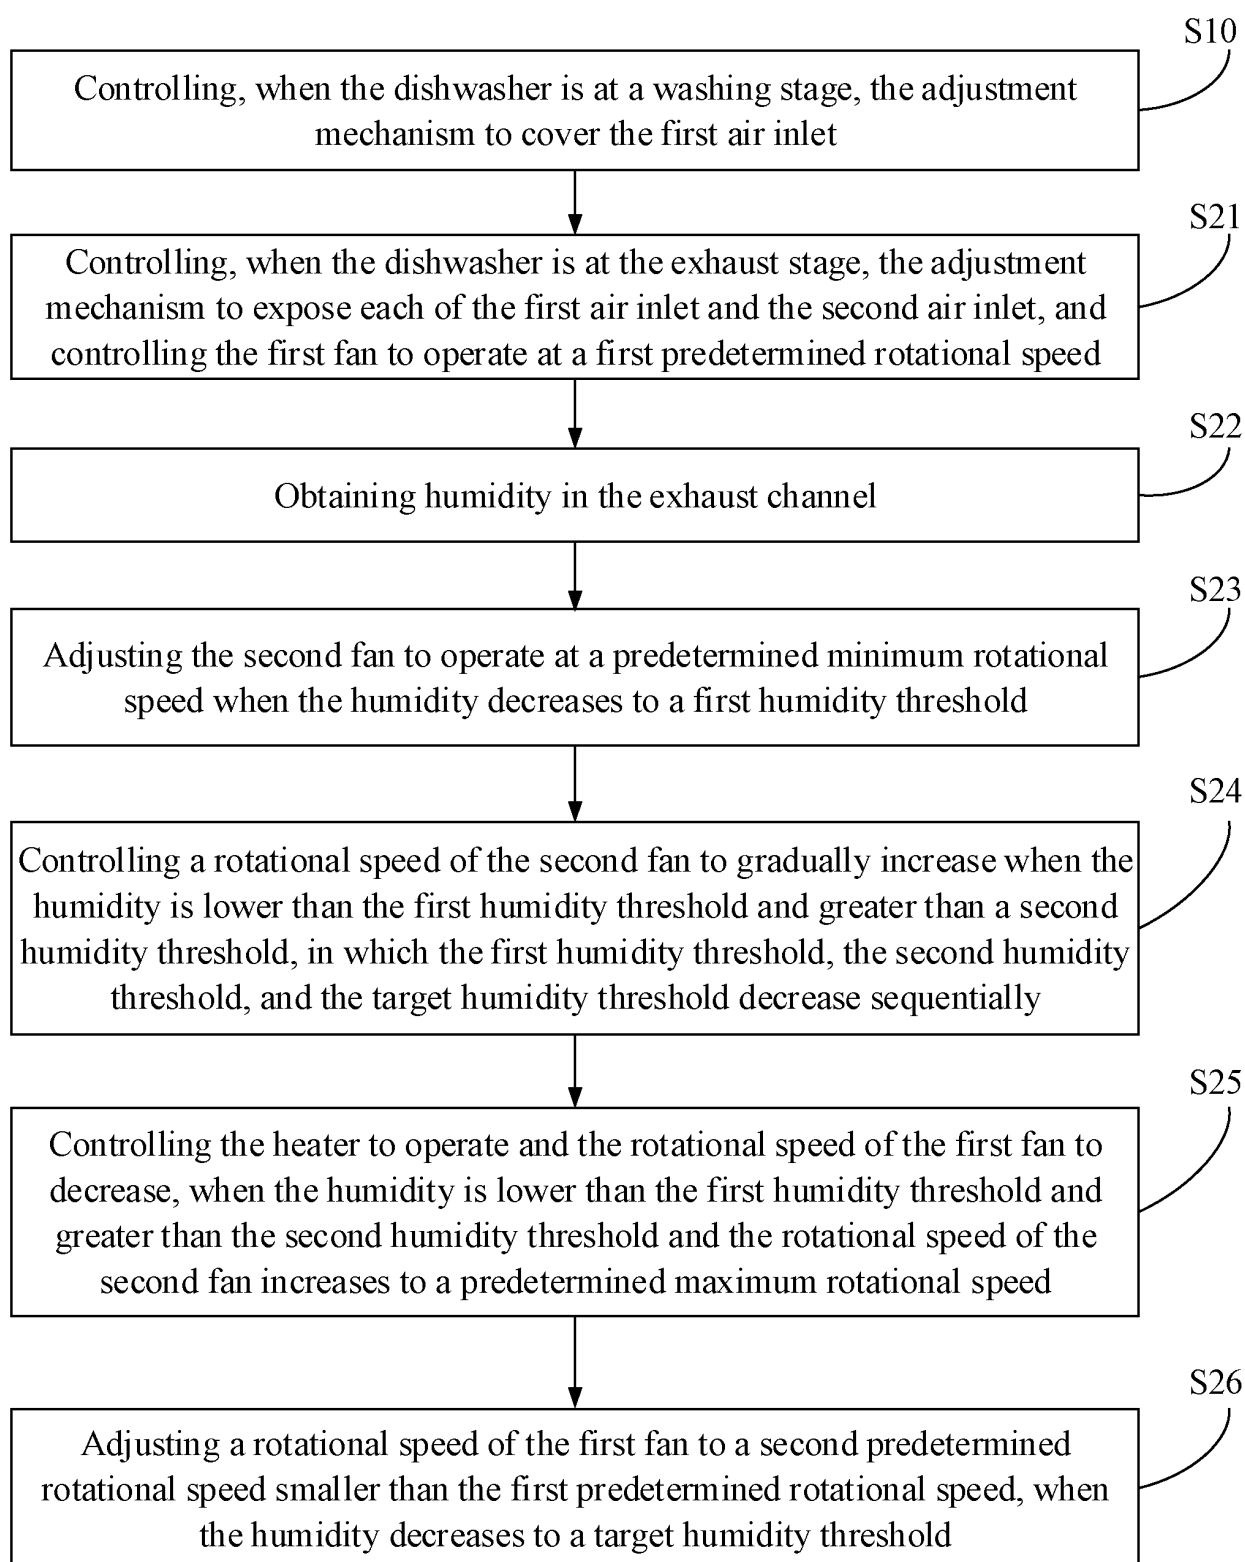 S10
Controlling, when the dishwasher is at a washing stage, the adjustment
mechanism to cover the first air inlet
S21
Controlling, when the dishwasher is at the exhaust stage, the adjustment
mechanism to expose each of the first air inlet and the second air inlet, and
controlling the first fan to operate at a first predetermined rotational speed
S22
Obtaining humidity in the exhaust channel
S23
Adjusting the second fan to operate at a predetermined minimum rotational
speed when the humidity decreases to a first humidity threshold
S24
Controlling a rotational speed of the second fan to gradually increase when the
humidity is lower than the first humidity threshold and greater than a second
humidity threshold, in which the first humidity threshold, the second humidity
threshold, and the target humidity threshold decrease sequentially
S25
Controlling the heater to operate and the rotational speed of the first fan to
decrease, when the humidity is lower than the first humidity threshold and
greater than the second humidity threshold and the rotational speed of the
second fan increases to a predetermined maximum rotational speed
S26
Adjusting a rotational speed of the first fan to a second predetermined
rotational speed smaller than the first predetermined rotational speed, when
the humidity decreases to a target humidity threshold